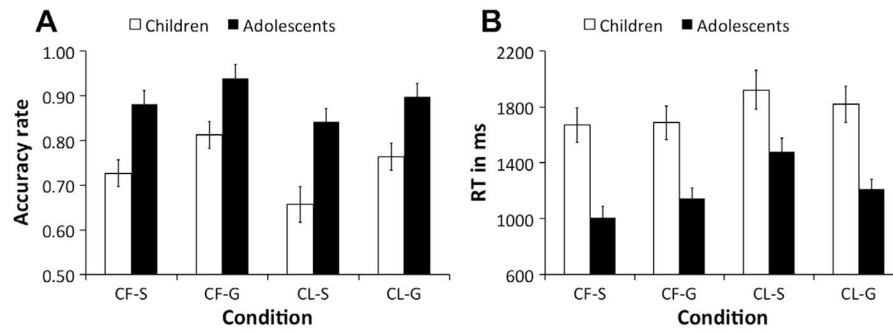 A
Children Adolescents
Accuracy rate
1.00
0.90
0.80
0.70
0.60
0.50
CF-S CF-G CL-S CL-G
Condition
B
Children Adolescents
RT in ms
2200
1800
1400
1000
600
CF-S CF-G CL-S CL-G
Condition